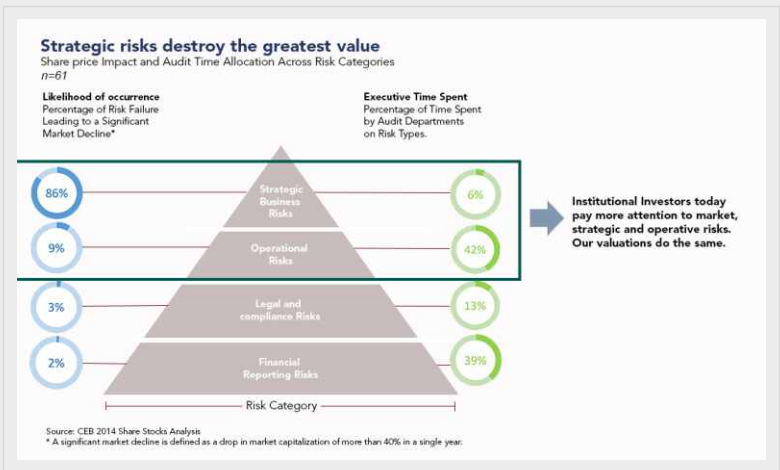 Strategic risks destroy the greatest value
Share price Impact and Audit Time Allocation Across Risk Categories
n=61
Likelihood of occurrence
Percentage of Risk Failure
Leading to a Significant
Market Decline*
Executive Time Spent
Percentage of Time Spent
by Audit Departments
on Risk Types.
86%
Strategic
Business
Risks
6%
9%
Operational
Risks
42%
3%
Legal and
compliance Risks
13%
2%
Financial
Reporting Risks
39%
Institutional Investors today
pay more attention to market,
strategic and operative risks.
Our valuations do the same.
Risk Category
Source: CEB 2014 Share Stocks Analysis
* A significant market decline is defined as a drop in market capitalization of more than 40% in a single year.